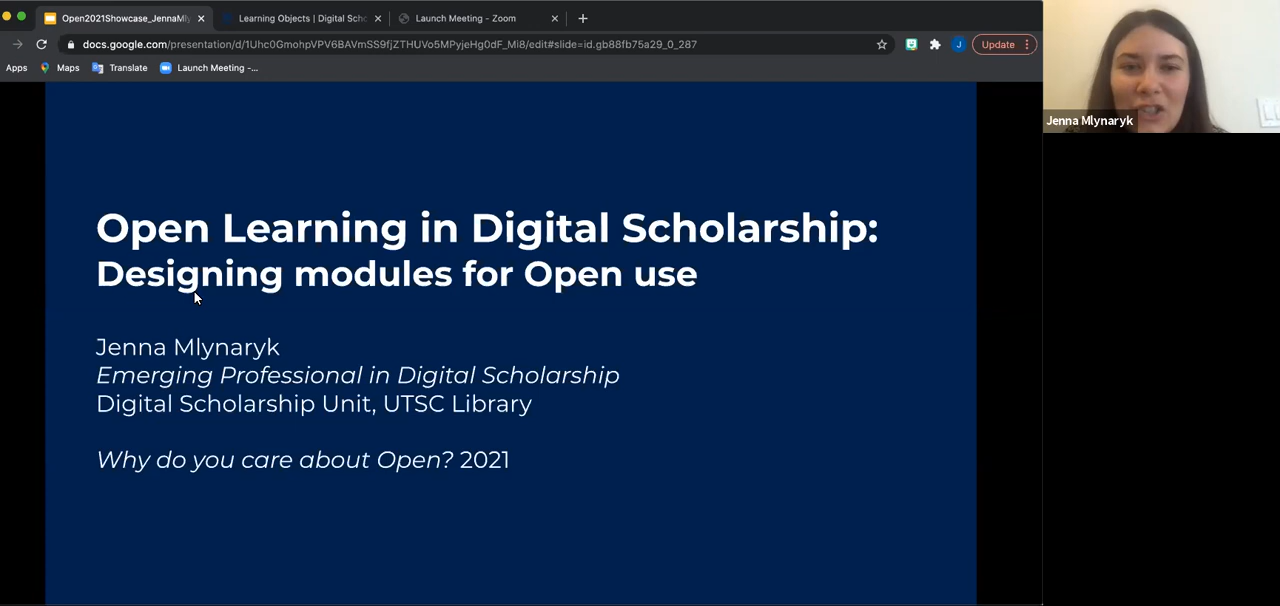 Open2021Showcase_JennaMly
Learning Objects | Digital Scho
Launch Meeting - Zoom
docs.google.com/presentation/d/1Uhc0GmohpVPV6BAVmSS9fjZTHUVo5MPyjeHg0dF_Mi8/edit#slide=id.gb88fb75a29_0_287
J
Update
Apps
Maps
Translate
Launch Meeting -...
Jenna Mlynaryk
Open Learning in Digital Scholarship:
Designing modules for Open use
Jenna Mlynaryk
Emerging Professional in Digital Scholarship
Digital Scholarship Unit, UTSC Library
Why do you care about Open? 2021